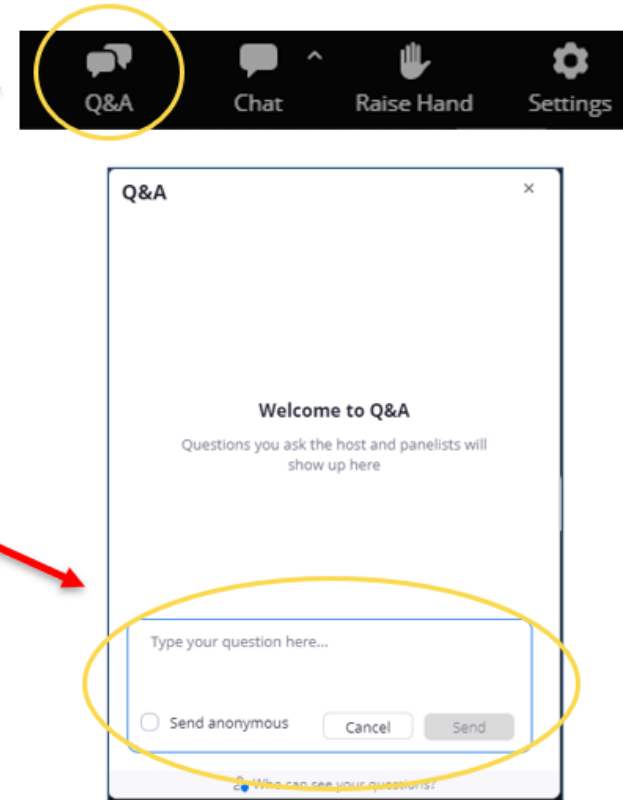 Q&A Chat Raise Hand Settings
Q&A
Welcome to Q&A
Questions you ask the host and panelists will
show up here
Type your question here...
Send anonymous Cancel Send
Who can see your questions?